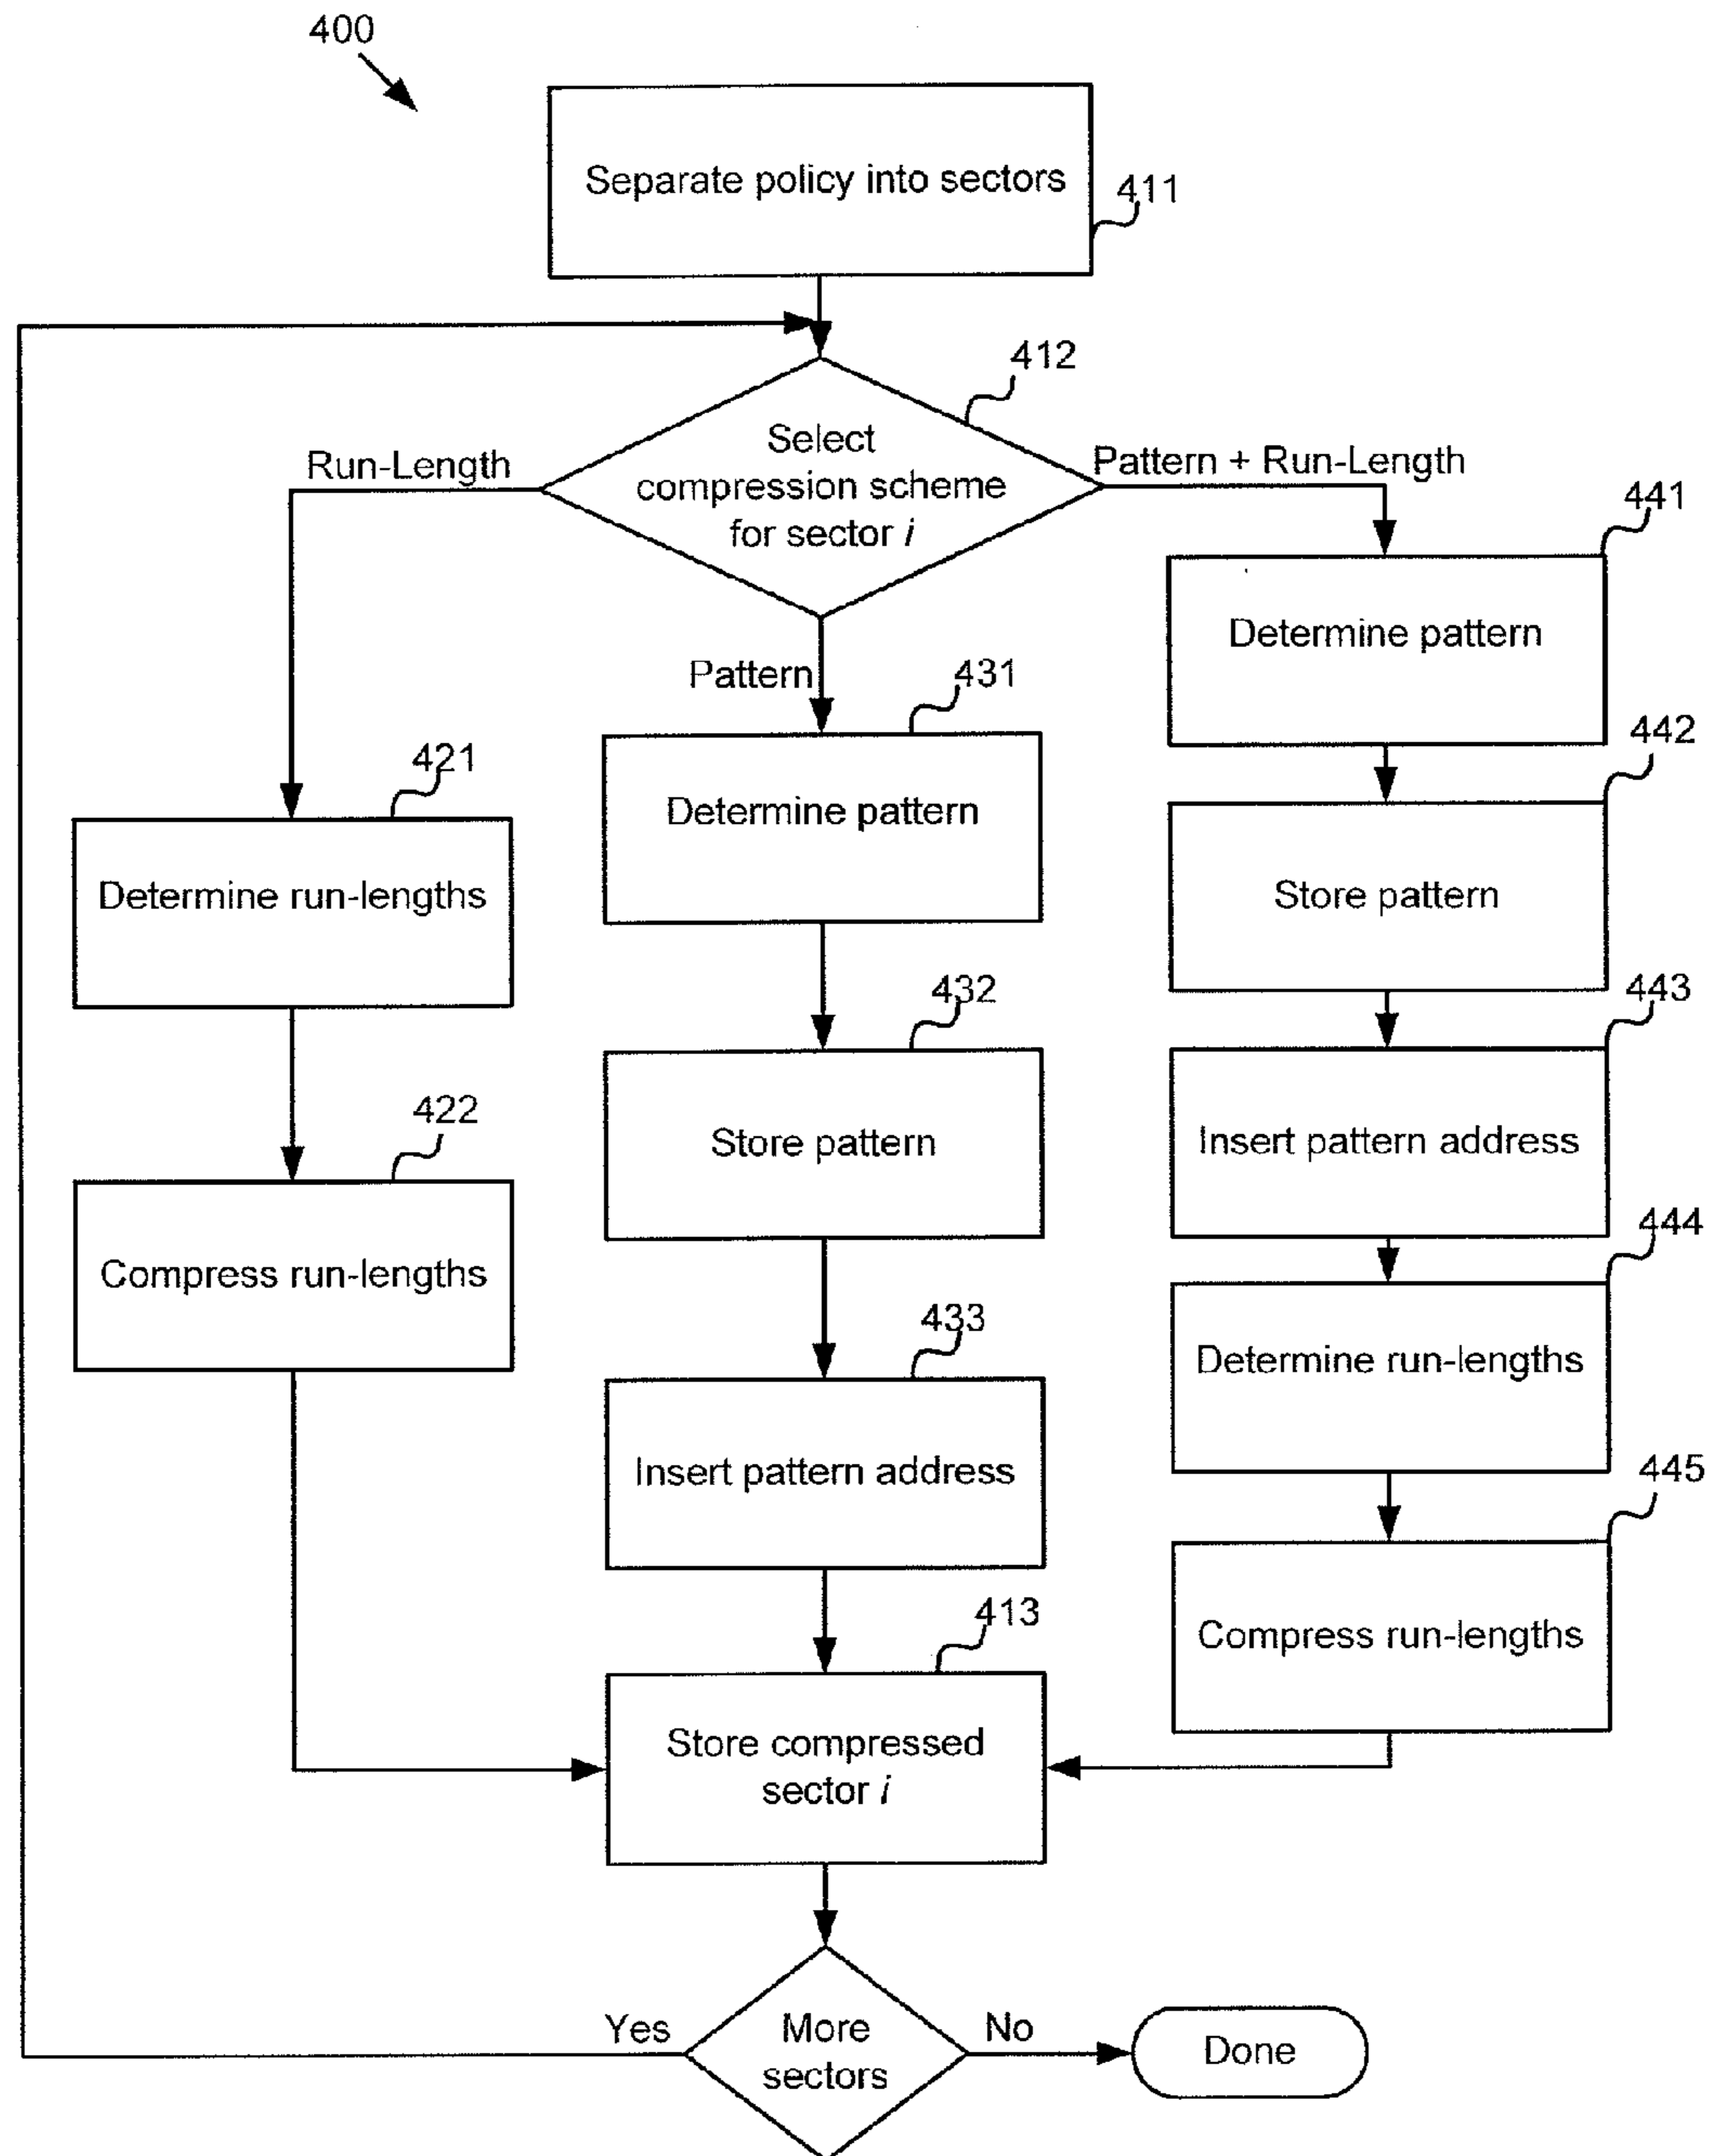 400
Separate policy into sectors
411
412
Select
compression scheme
for sector i
Run-Length
Pattern + Run-Length
Pattern
441
Determine pattern
442
Store pattern
443
Insert pattern address
444
Determine run-lengths
445
Compress run-lengths
431
Determine pattern
432
Store pattern
433
Insert pattern address
421
Determine run-lengths
422
Compress run-lengths
413
Store compressed
sector i
More
sectors
Yes
No
Done